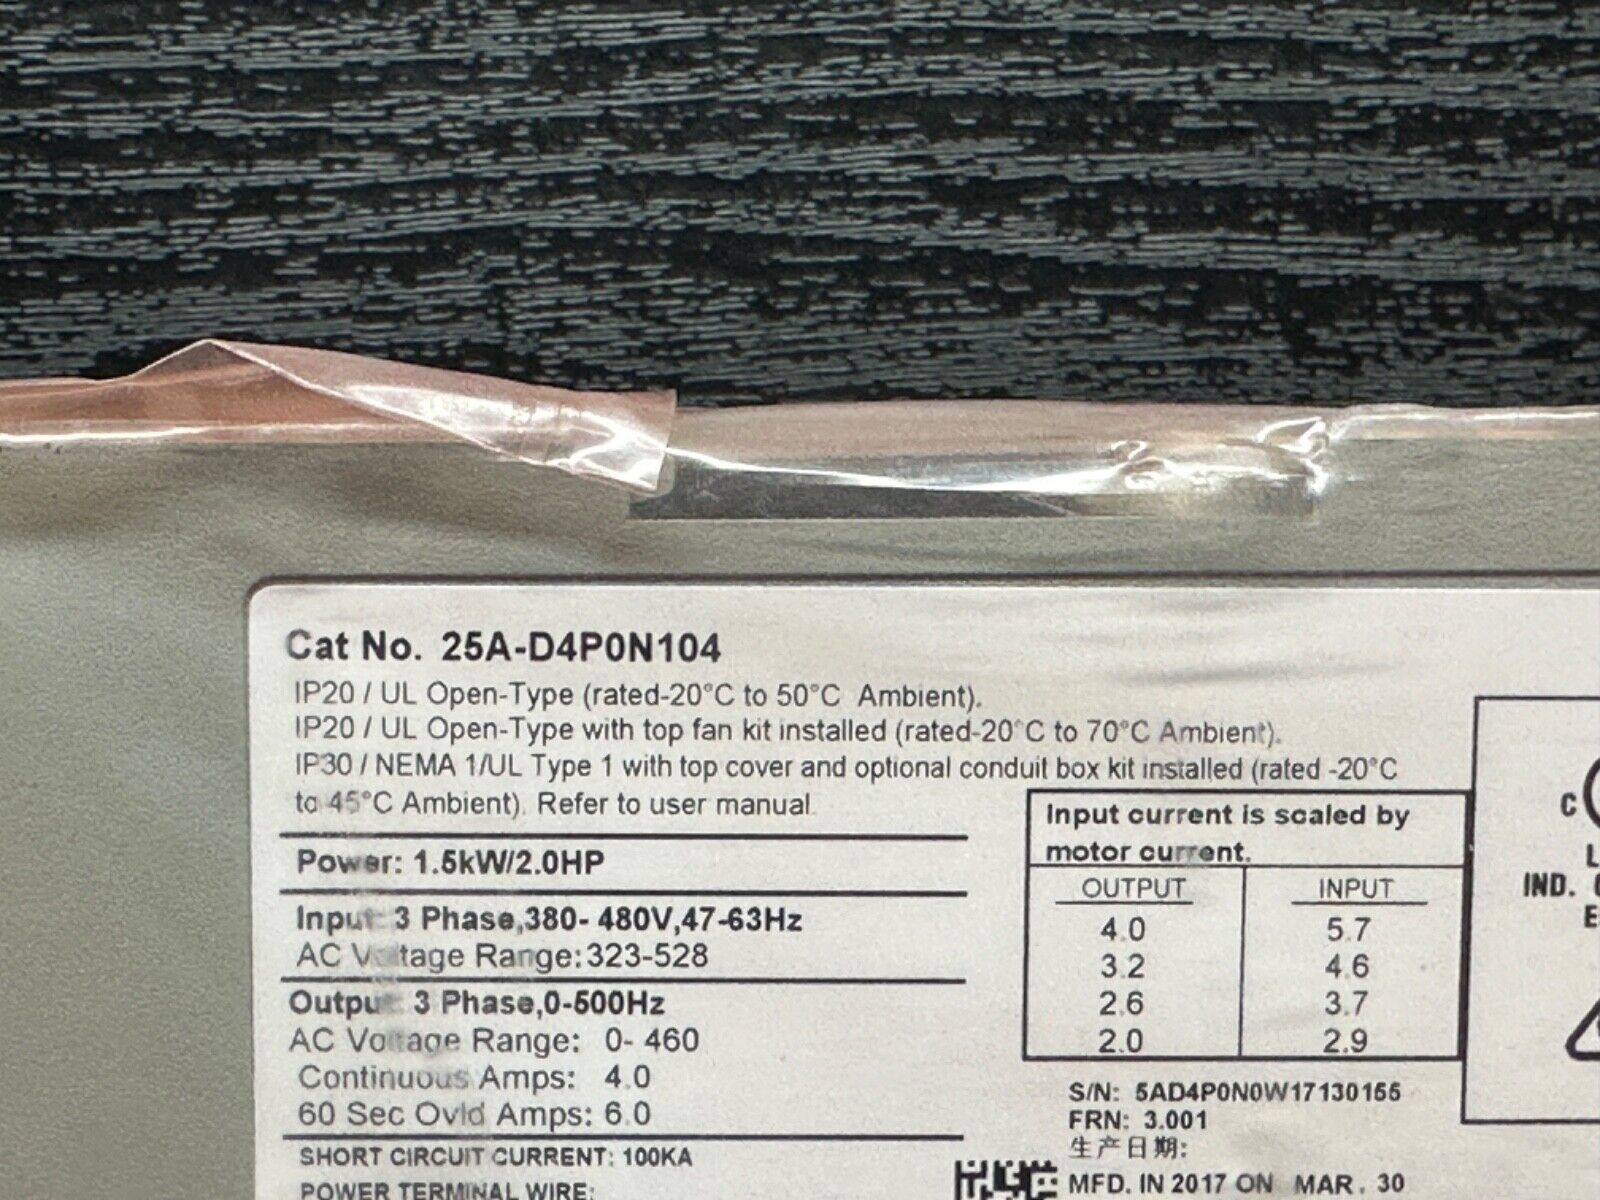 Cat No. 25A-D4P0N104
IP20 / UL Open-Type (rated-20°C to 50°C Ambient).
IP20 / UL Open-Type with top fan kit installed (rated-20°C to 70°C Ambient).
IP30 / NEMA 1/UL Type 1 with top cover and optional conduit box kit installed (rated -20°C
to 45°C Ambient). Refer to user manual
Power: 1.5kW/2.0HP
Input: 3 Phase,380- 480V,47-63Hz
AC Voltage Range:323-528
Output: 3 Phase,0-500Hz
AC Voltage Range: 0- 460
Continuous Amps: 4.0
60 Sec Ovld Amps: 6.0
SHORT CIRCUIT CURRENT: 100KA
POWER TERMINAL WIRE:
Input current is scaled by
motor current.
OUTPUT INPUT
4.0 5.7
3.2 4.6
2.6 3.7
2.0 2.9
S/N: 5AD4P0N0W17130155
FRN: 3.001
生产日期:
MFD. IN 2017 ON MAR. 30
C
IND.